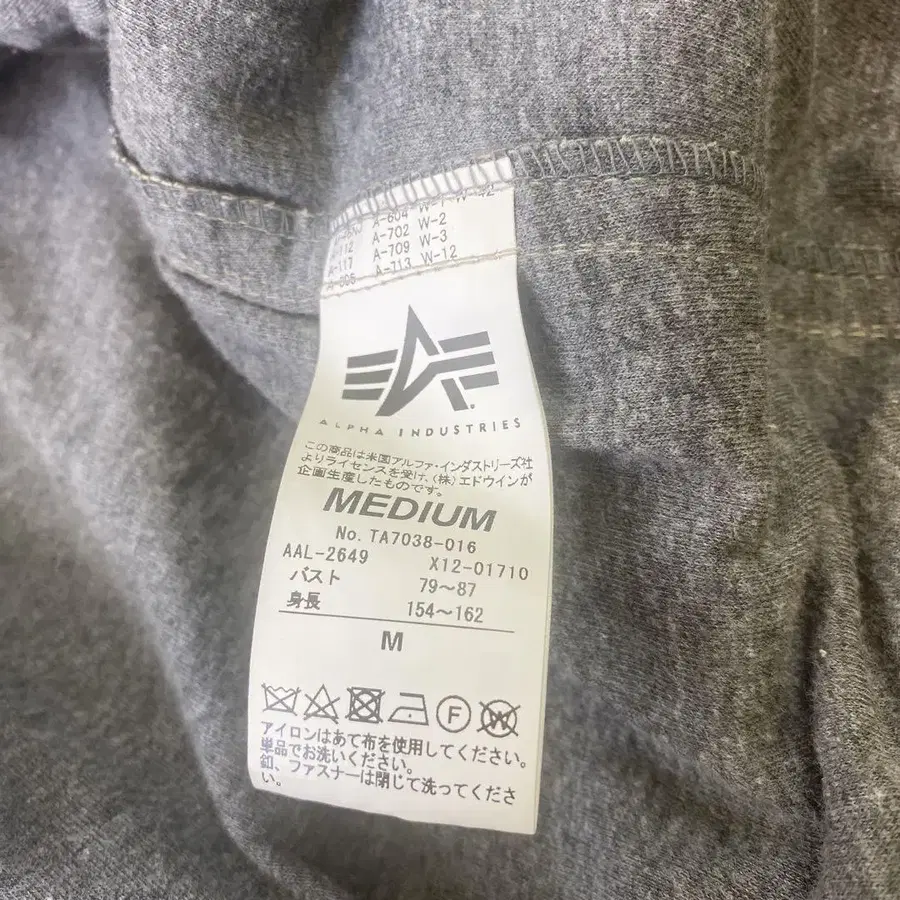 A-604
A-702 W-2
A-117 A-709 W-3
A-713 W-12
ALPHA INDUSTRIES
この商品は米国アルファ・インダストリーズ社
よりライセンスを受け、(株)エドウインが
企画生産したものです。
MEDIUM
No. TA7038-016
AAL-2649 X12-01710
バスト 79〜87
身長 154〜162
M
F W
アイロンはあて布を使用してください。
単品でお洗いください。
釦、ファスナーは閉じて洗ってくださ
い。